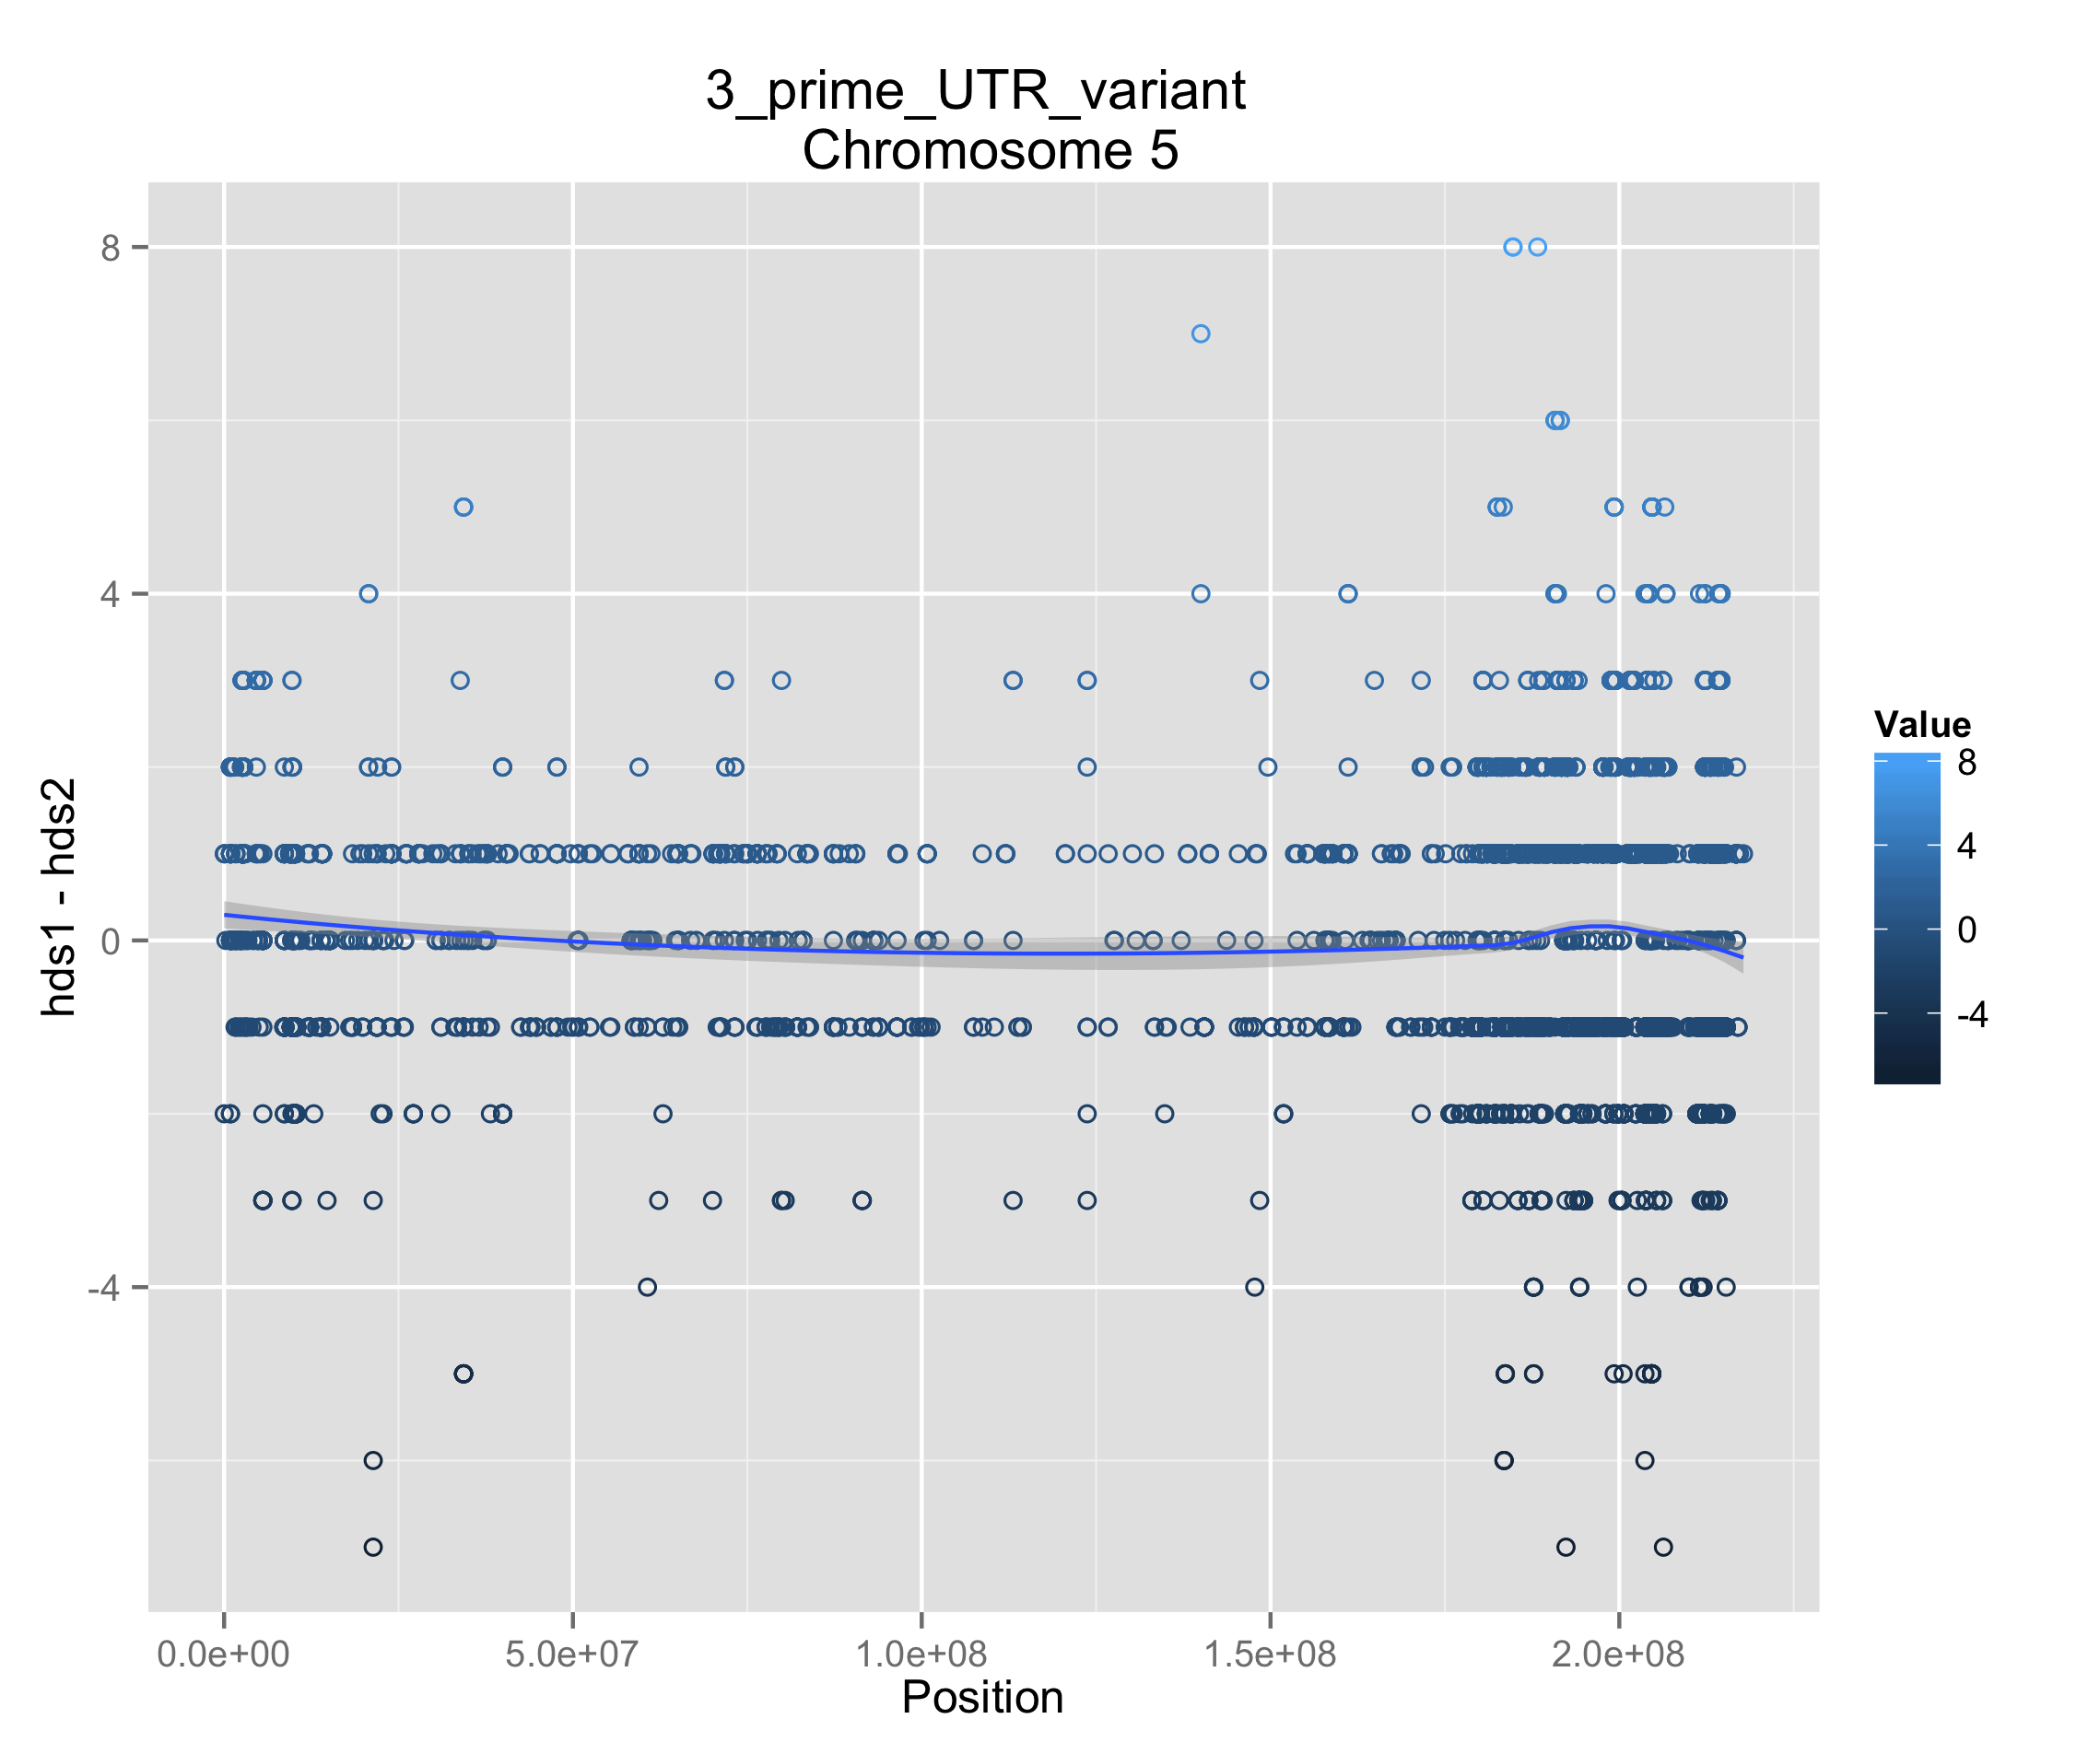 3_prime_UTR_variant
Chromosome 5
hds1 - hds2
8
4
0
-4
0.0e+00
5.0e+07
1.0e+08
1.5e+08
2.0e+08
Position
Value
8
4
0
-4